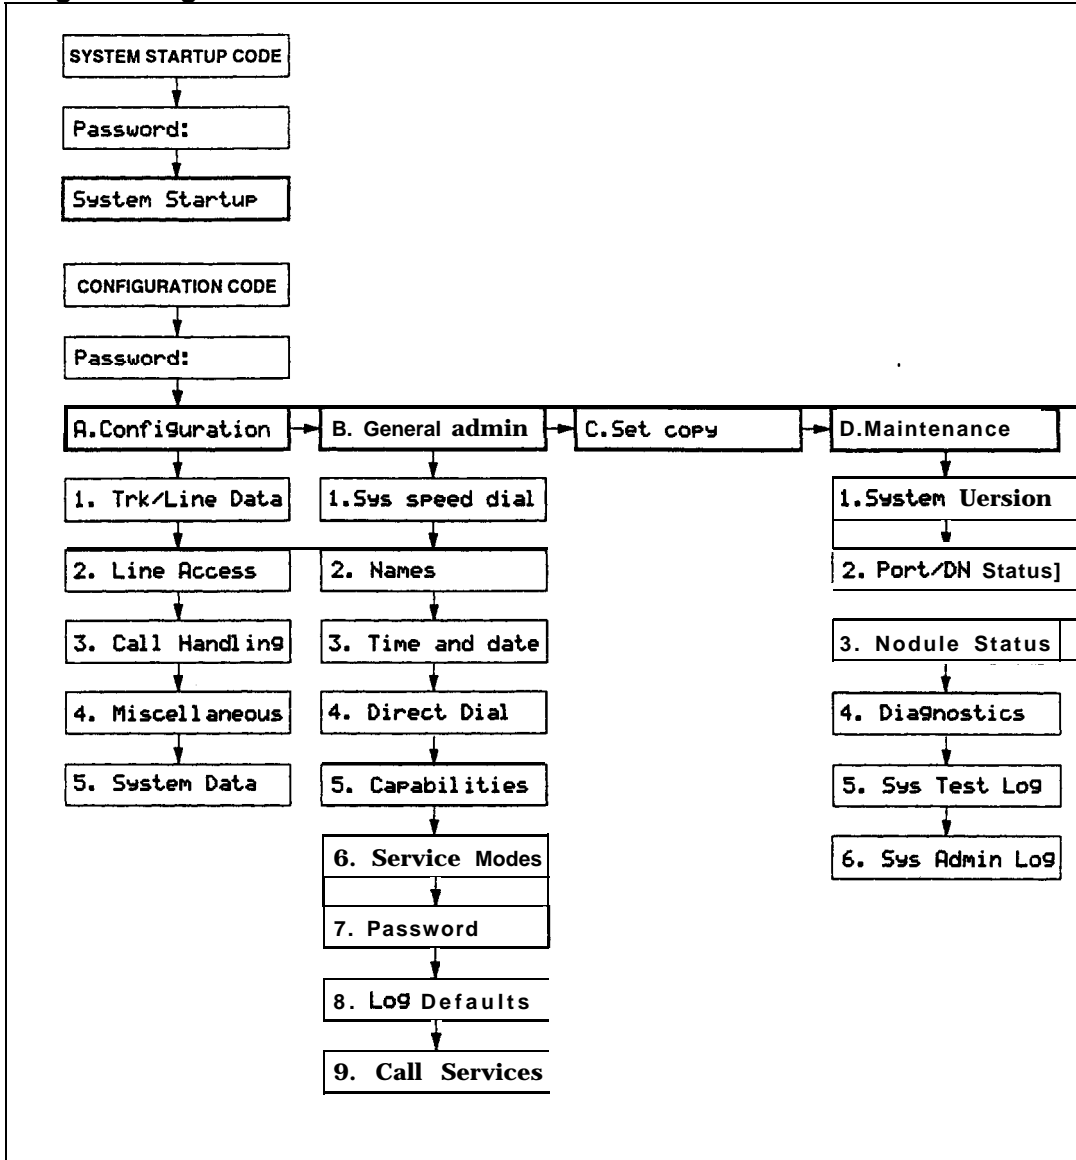 SYSTEM STARTUP CODE
Password:
System Startup
CONFIGURATION CODE
Password:
A.Configuration
B. General admin
C.Set copy
D.Maintenance
1. Trk/Line Data
1.Sys speed dial
1.System Uersion
2. Line Access
2. Names
2. Port/DN Status]
3. Call Handling
3. Time and date
3. Nodule Status
4. Miscellaneous
4. Direct Dial
4. Diagnostics
5. System Data
5. Capabilities
5. Sys Test Log
6. Service Modes
6. Sys Admin Log
7. Password
8. Log Defaults
9. Call Services